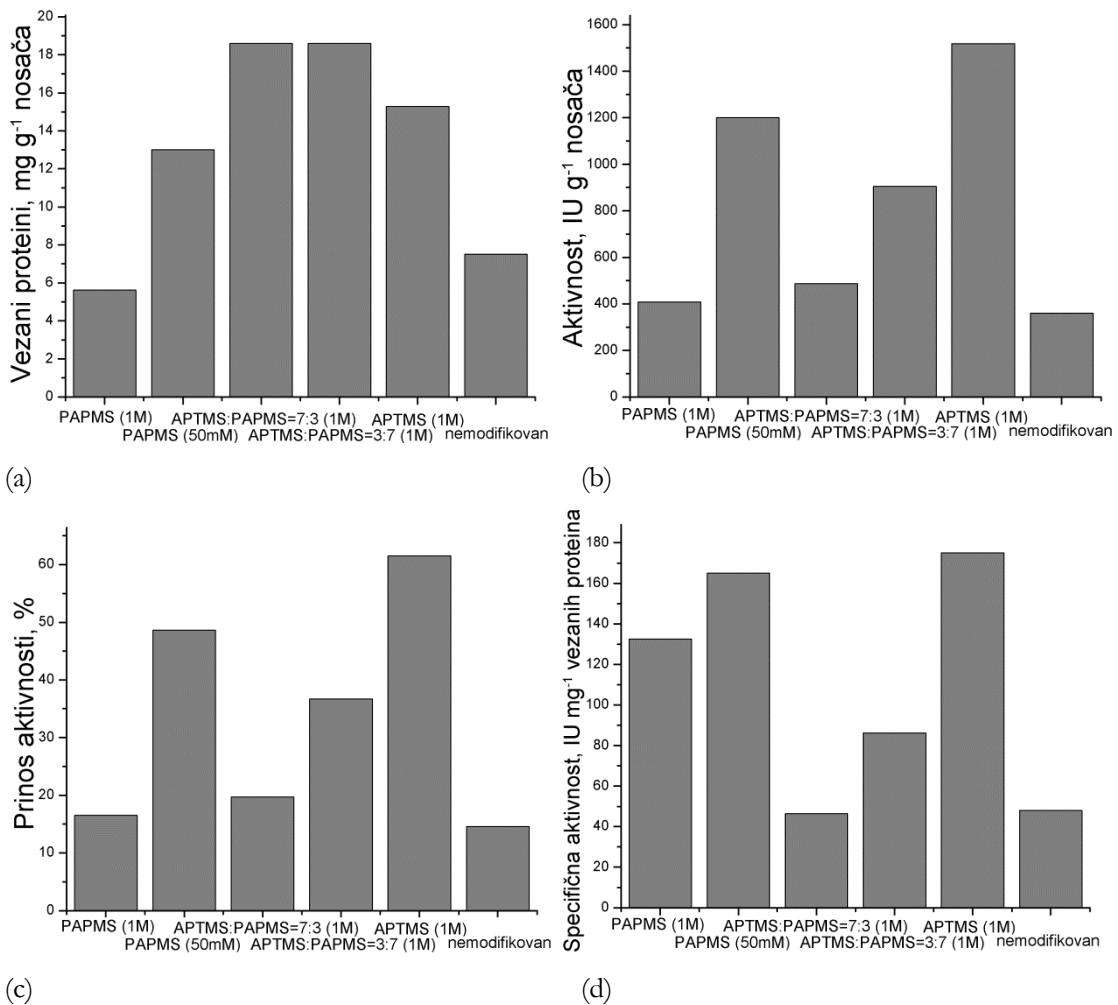 Vezani proteini, mg g⁻¹ nosača
20
18
16
14
12
10
8
6
4
2
0
PAPMS (1M) APTMS:PAPMS=7:3 (1M) APTMS (1M)
PAPMS (50mM) APTMS:PAPMS=3:7 (1M) nemodifikovan
(a)
Aktivnost, IU g⁻¹ nosača
1600
1400
1200
1000
800
600
400
200
0
PAPMS (1M) APTMS:PAPMS=7:3 (1M) APTMS (1M)
PAPMS (50mM) APTMS:PAPMS=3:7 (1M) nemodifikovan
(b)
Prinos aktivnosti, %
60
50
40
30
20
10
0
PAPMS (1M) APTMS:PAPMS=7:3 (1M) APTMS (1M)
PAPMS (50mM) APTMS:PAPMS=3:7 (1M) nemodifikovan
(c)
Specifična aktivnost, IU mg⁻¹ vezanih proteina
180
160
140
120
100
80
60
40
20
0
PAPMS (1M) APTMS:PAPMS=7:3 (1M) APTMS (1M)
PAPMS (50mM) APTMS:PAPMS=3:7 (1M) nemodifikovan
(d)